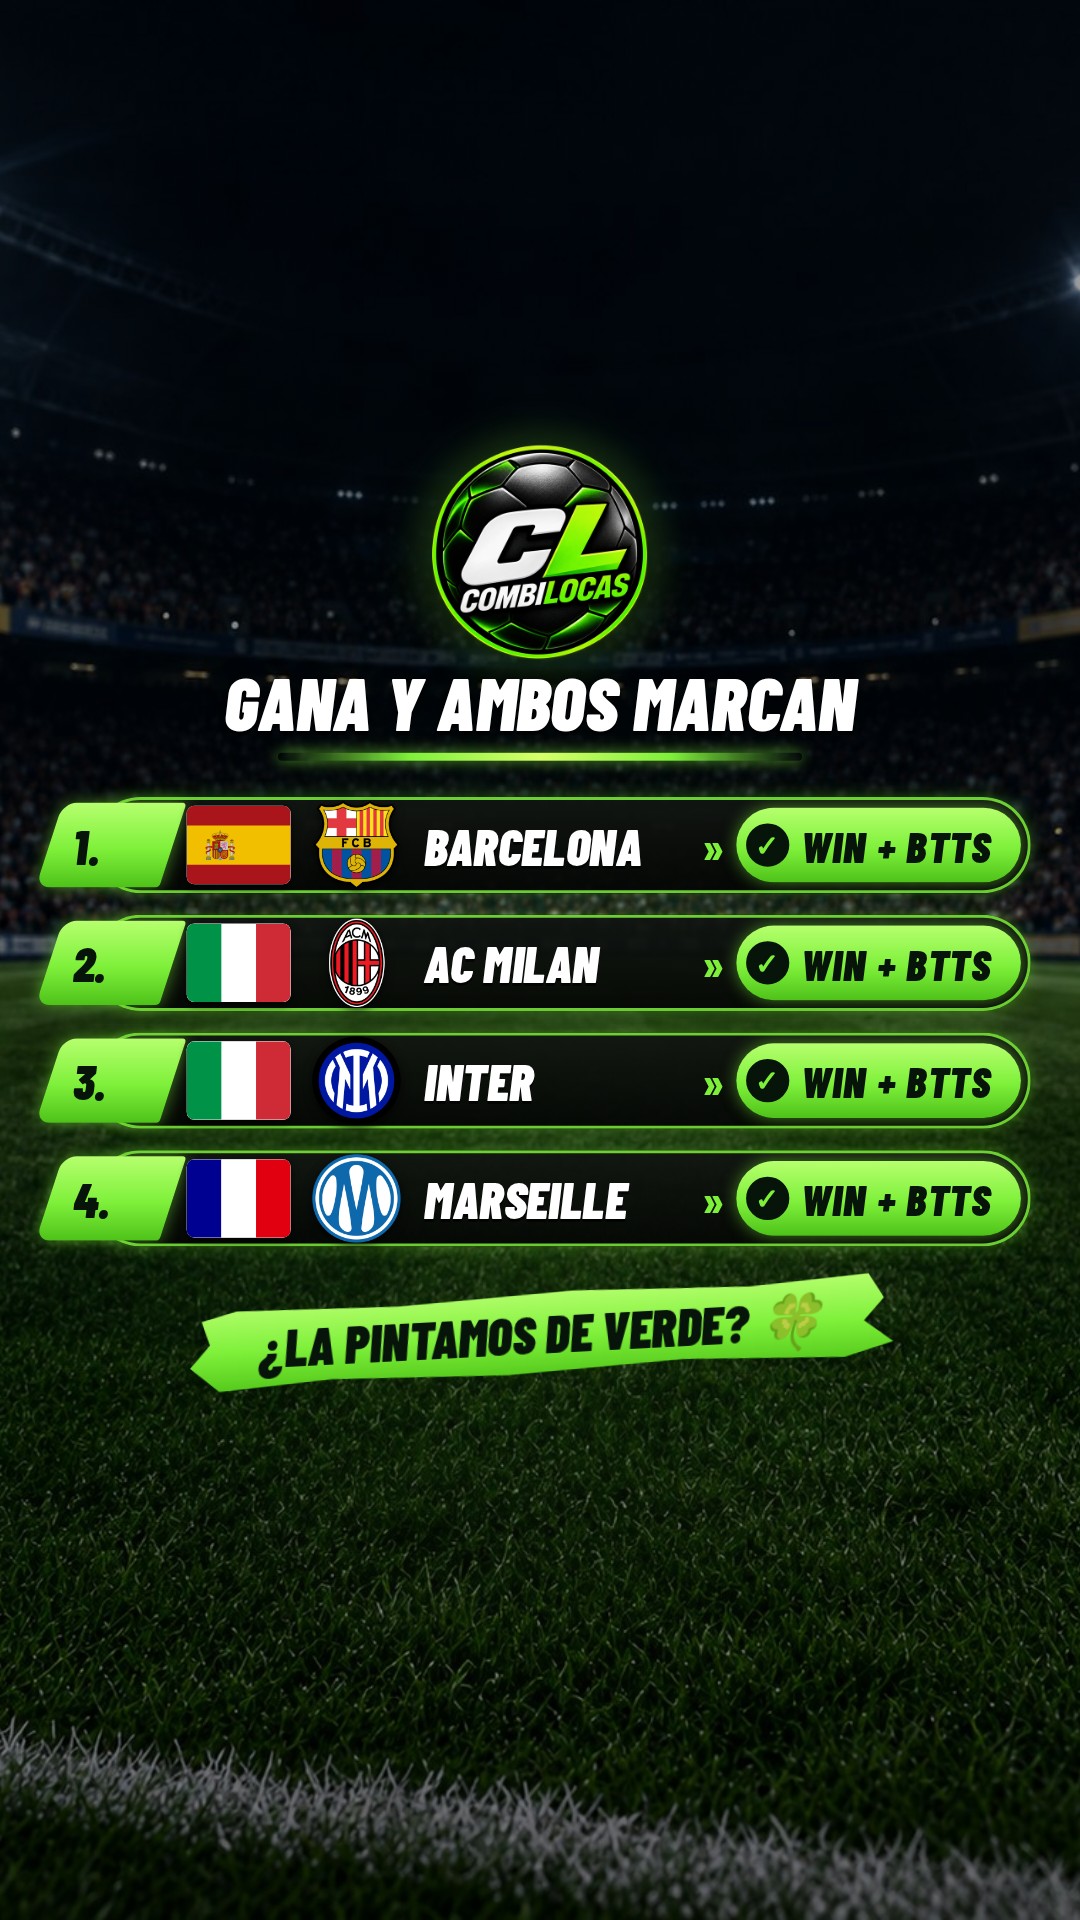 CL
COMBILOCAS
GANA Y AMBOS MARCAN
1. FCB BARCELONA » ✓ WIN + BTTS
2. ACM 1899 AC MILAN » ✓ WIN + BTTS
3. INTER » ✓ WIN + BTTS
4. MARSEILLE » ✓ WIN + BTTS
¿LA PINTAMOS DE VERDE? 🍀